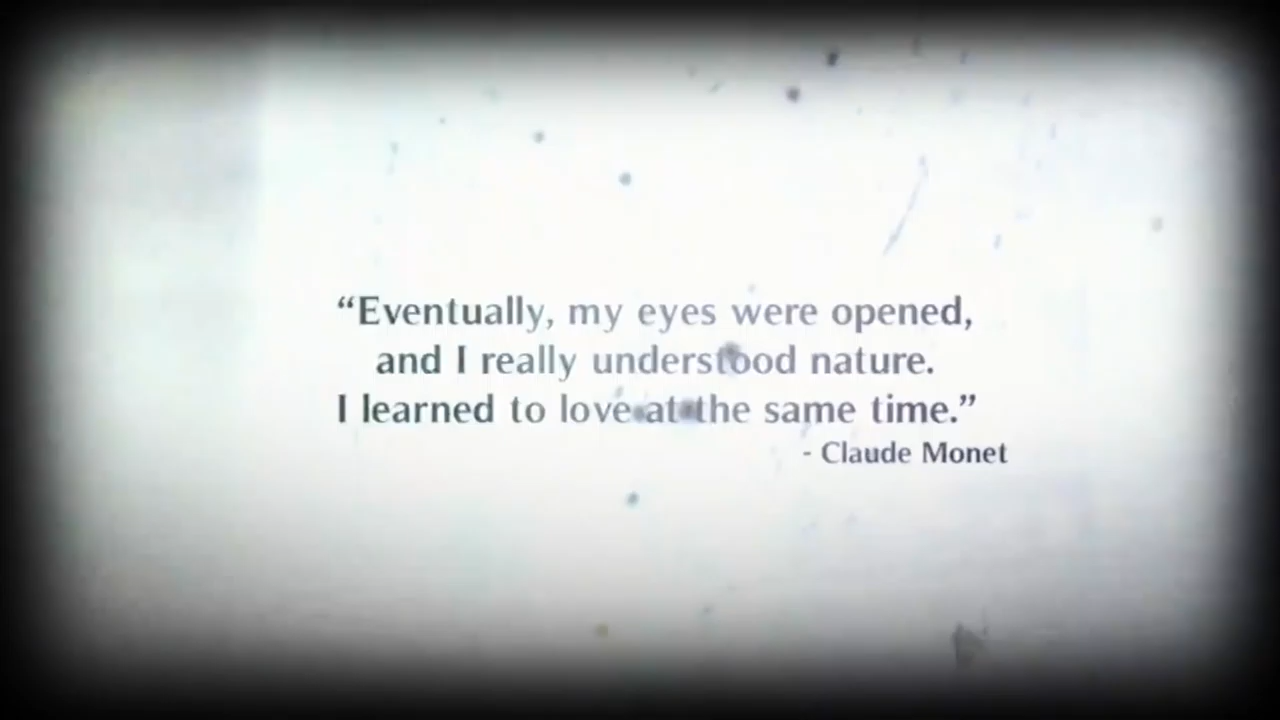 “Eventually, my eyes were opened,
and I really understood nature.
I learned to love at the same time.”
- Claude Monet